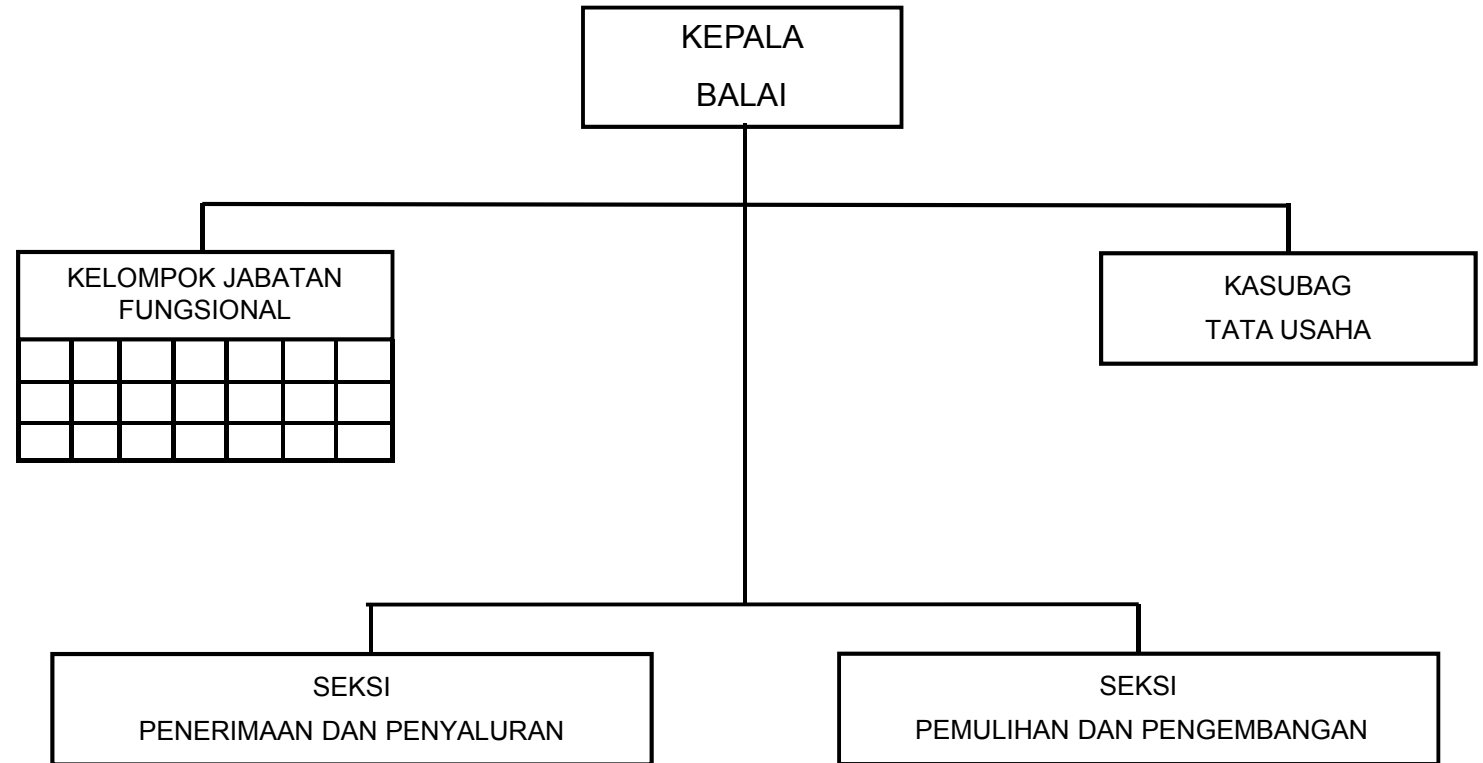 KEPALA
BALAI
KELOMPOK JABATAN
FUNGSIONAL
KASUBAG
TATA USAHA
SEKSI
PENERIMAAN DAN PENYALURAN
SEKSI
PEMULIHAN DAN PENGEMBANGAN